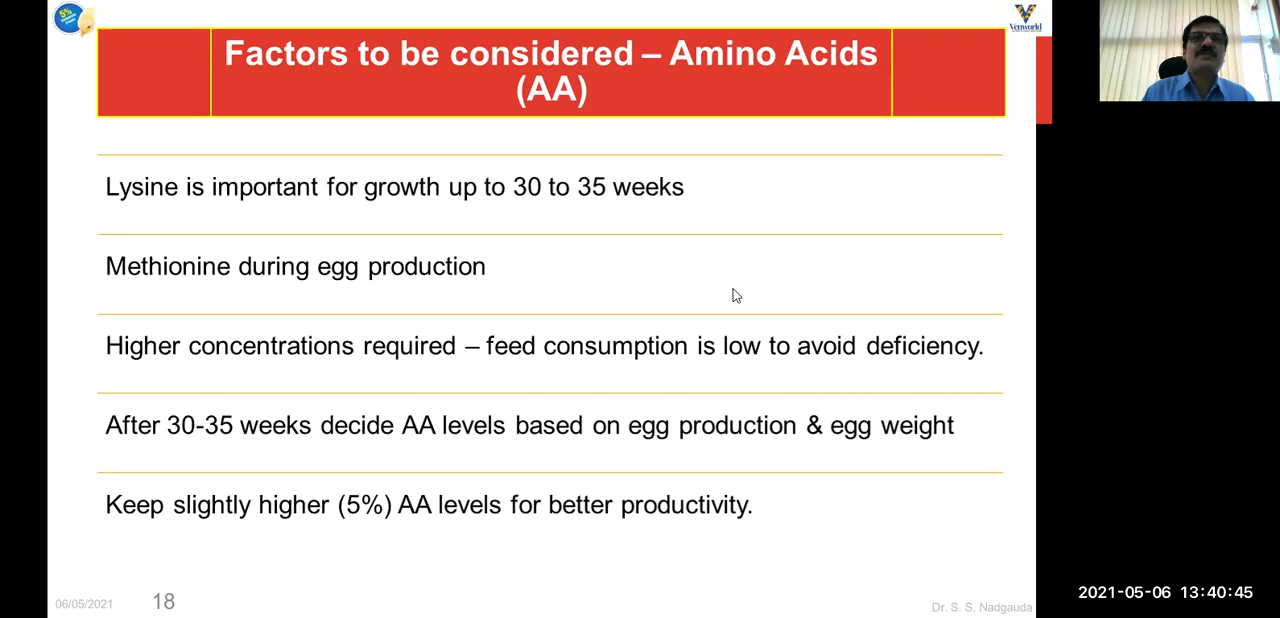 5%
Venworld
Factors to be considered – Amino Acids
(AA)
Lysine is important for growth up to 30 to 35 weeks
Methionine during egg production
Higher concentrations required – feed consumption is low to avoid deficiency.
After 30-35 weeks decide AA levels based on egg production & egg weight
Keep slightly higher (5%) AA levels for better productivity.
06/05/2021
18
Dr. S. S. Nadgauda
2021-05-06 13:40:45